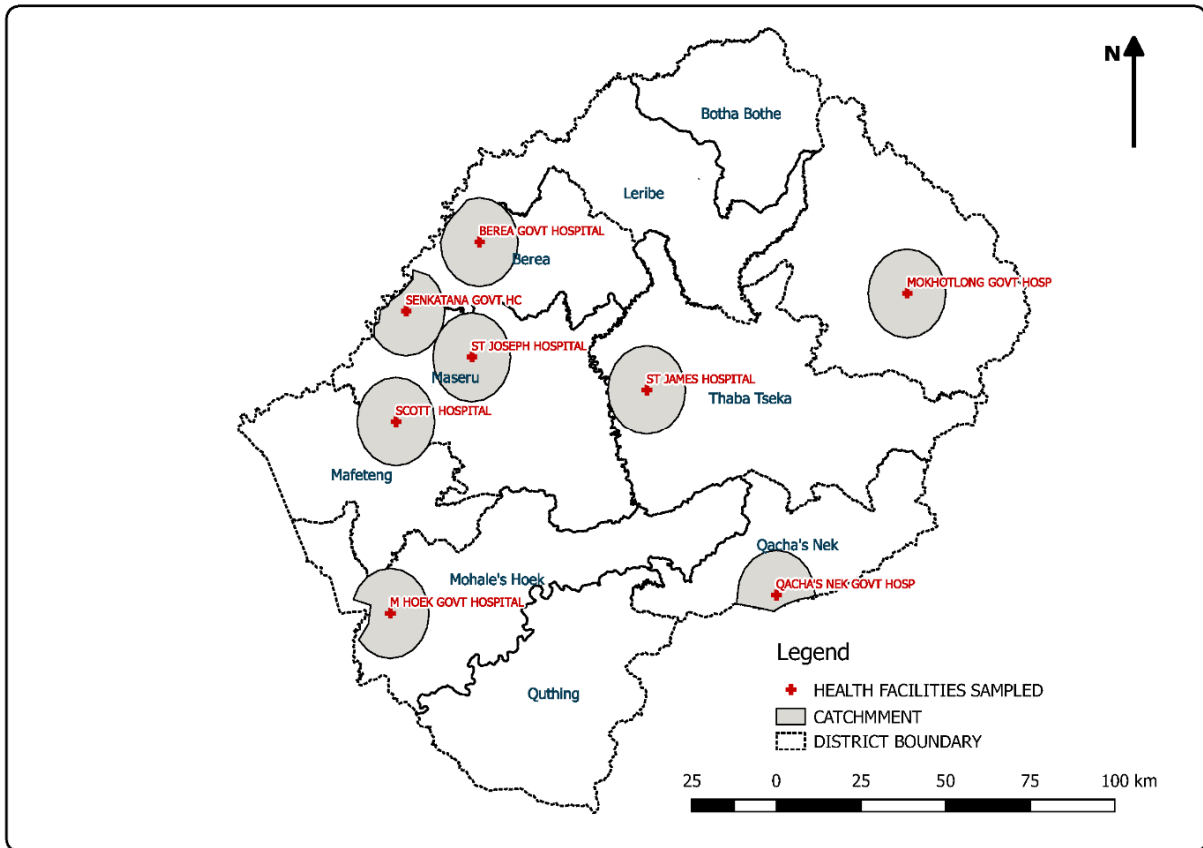 N
Botha Bothe
Leribe
BEREA GOVT HOSPITAL
Berea
MOKHOTLONG GOVT HOSP
SENKATANA GOVT HC
ST JOSEPH HOSPITAL
Maseru
ST JAMES HOSPITAL
Thaba Tseka
SCOTT HOSPITAL
Mafeteng
Qacha's Nek
Mohale's Hoek
QACHA'S NEK GOVT HOSP
M HOEK GOVT HOSPITAL
Quthing
Legend
HEALTH FACILITIES SAMPLED
CATCHMMENT
DISTRICT BOUNDARY
25 0 25 50 75 100 km